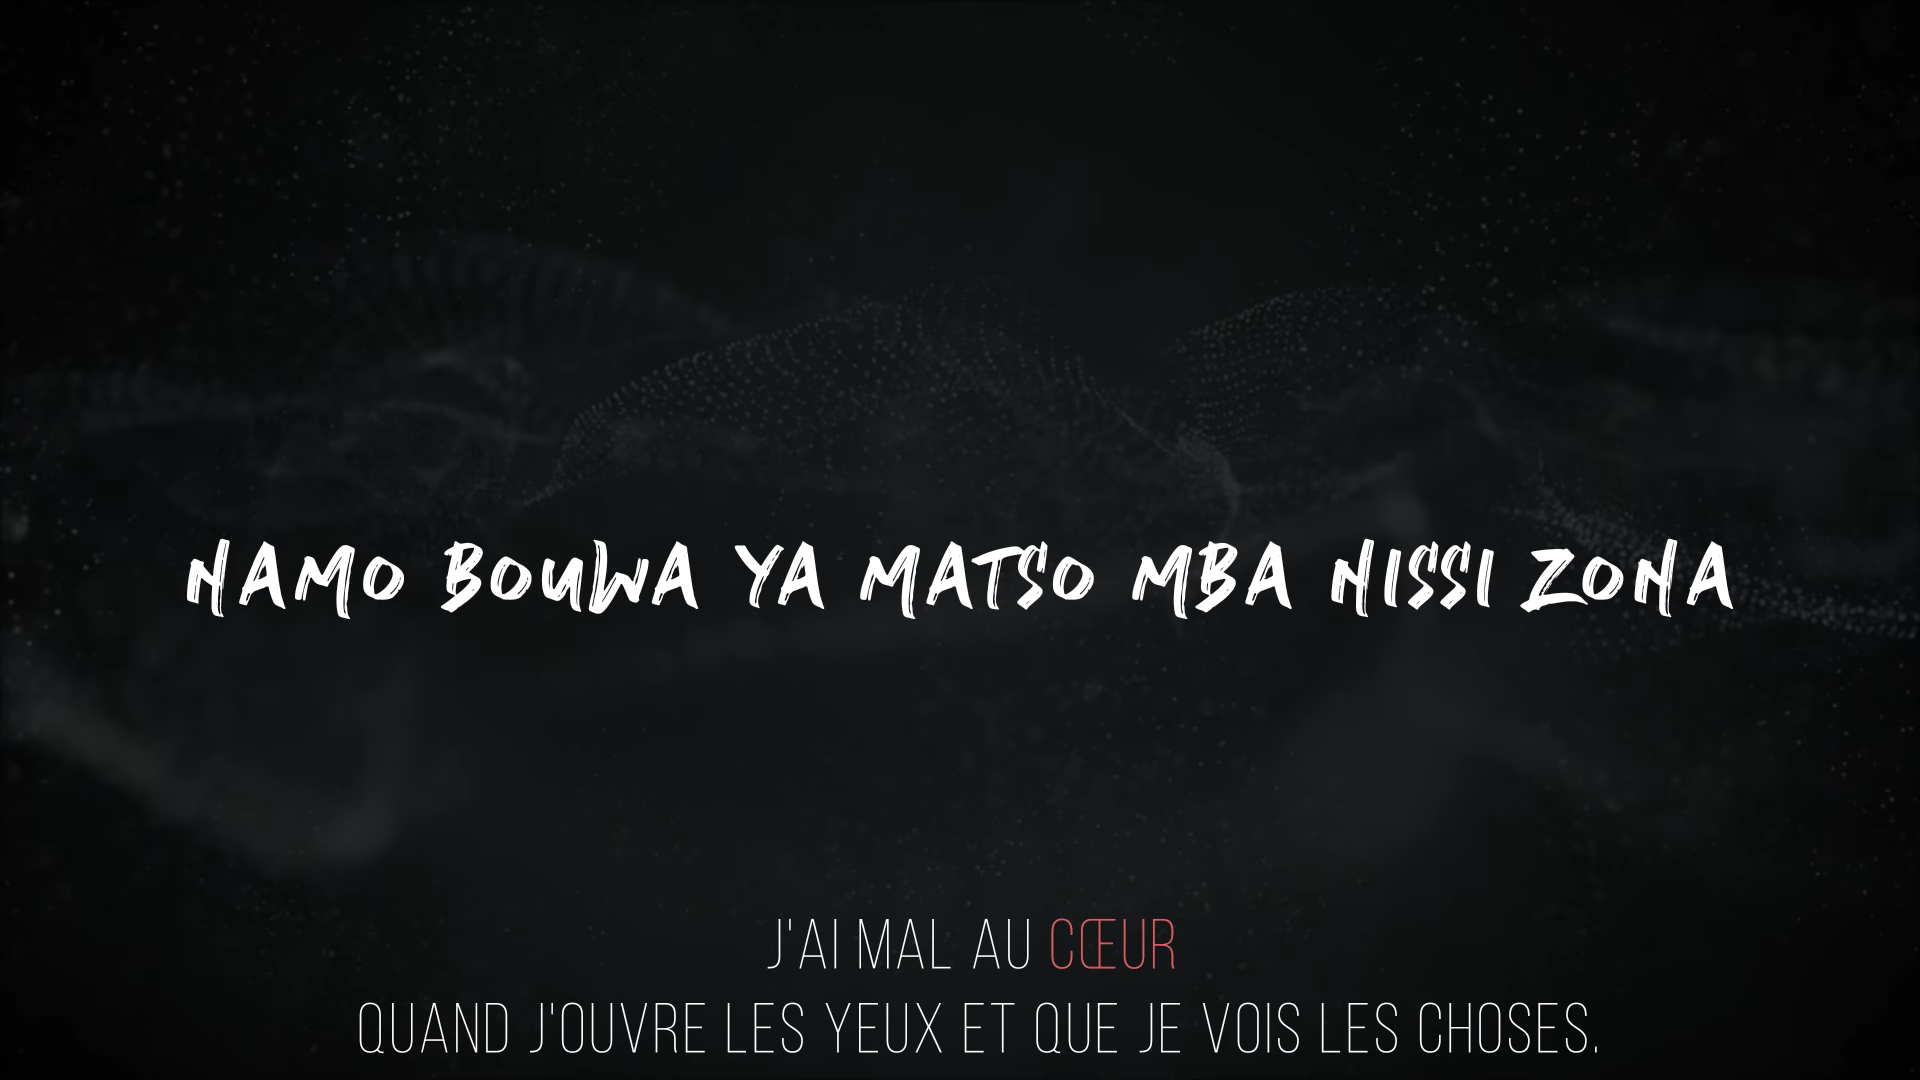 NAMO BOUWA YA MATSO MBA NISSI ZONA
J'AI MAL AU CŒUR
QUAND J'OUVRE LES YEUX ET QUE JE VOIS LES CHOSES.